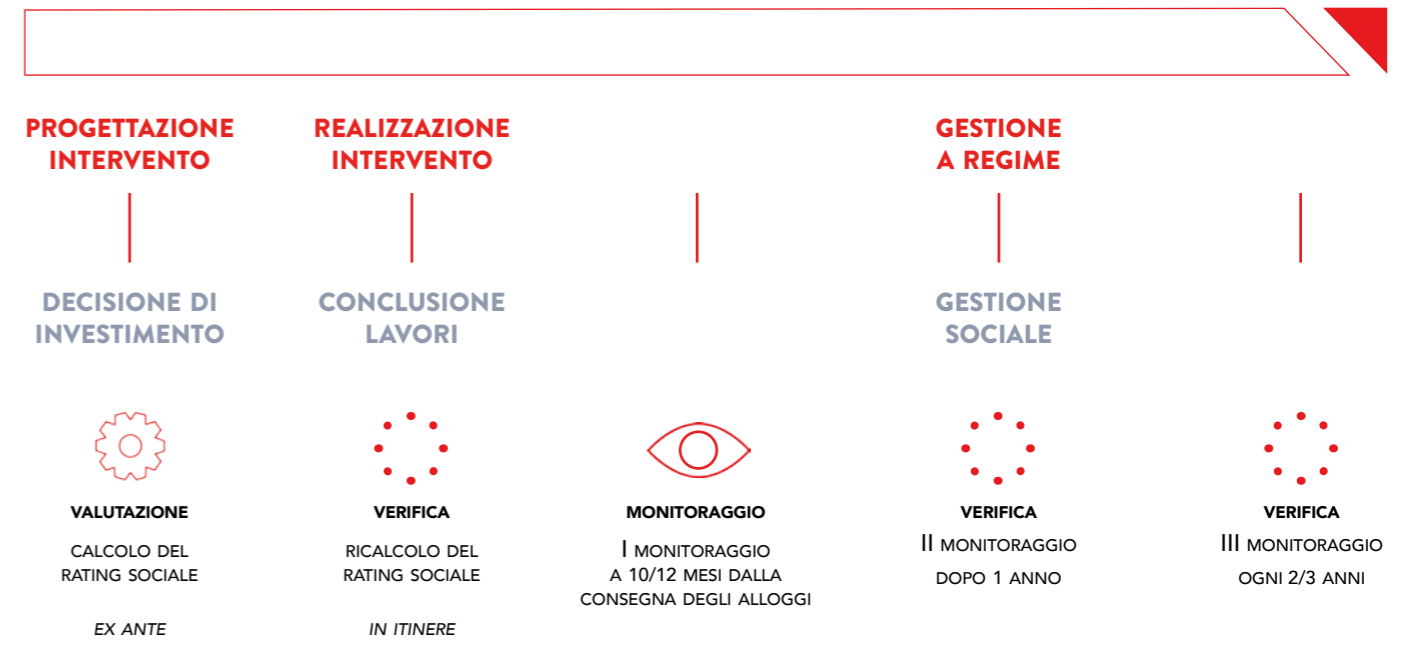 PROGETTAZIONE
INTERVENTO
REALIZZAZIONE
INTERVENTO
GESTIONE
A REGIME
DECISIONE DI
INVESTIMENTO
CONCLUSIONE
LAVORI
GESTIONE
SOCIALE
VALUTAZIONE
CALCOLO DEL
RATING SOCIALE
EX ANTE
VERIFICA
RICALCOLO DEL
RATING SOCIALE
IN ITINERE
MONITORAGGIO
I MONITORAGGIO
A 10/12 MESI DALLA
CONSEGNA DEGLI ALLOGGI
VERIFICA
II MONITORAGGIO
DOPO 1 ANNO
VERIFICA
III MONITORAGGIO
OGNI 2/3 ANNI